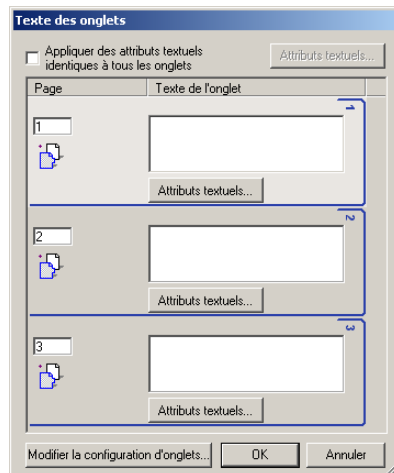 Texte des onglets
Appliquer des attributs textuels
identiques à tous les onglets
Attributs textuels...
Page
Texte de l'onglet
1
1
Attributs textuels...
2
2
Attributs textuels...
3
3
Attributs textuels...
Modifier la configuration d'onglets...
OK
Annuler